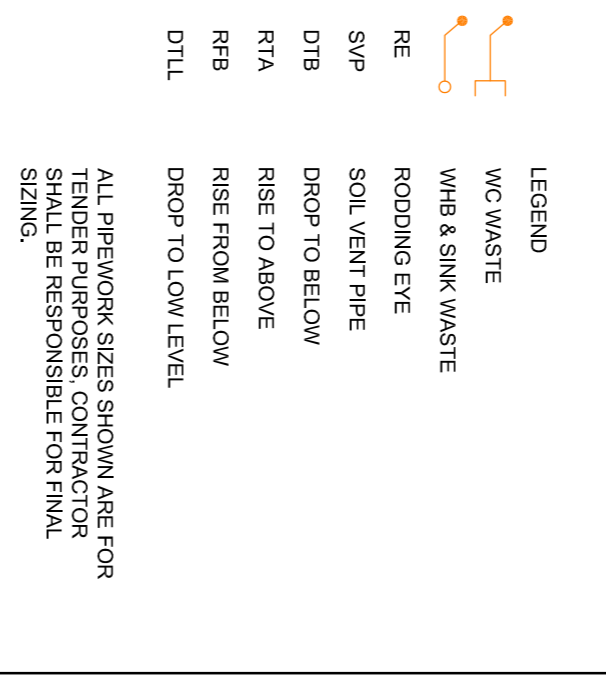 LEGEND
WC WASTE
WHB & SINK WASTE
RE RODDING EYE
SVP SOIL VENT PIPE
DTB DROP TO BELOW
RTA RISE TO ABOVE
RFB RISE FROM BELOW
DTLL DROP TO LOW LEVEL
ALL PIPEWORK SIZES SHOWN ARE FOR
TENDER PURPOSES, CONTRACTOR
SHALL BE RESPONSIBLE FOR FINAL
SIZING.